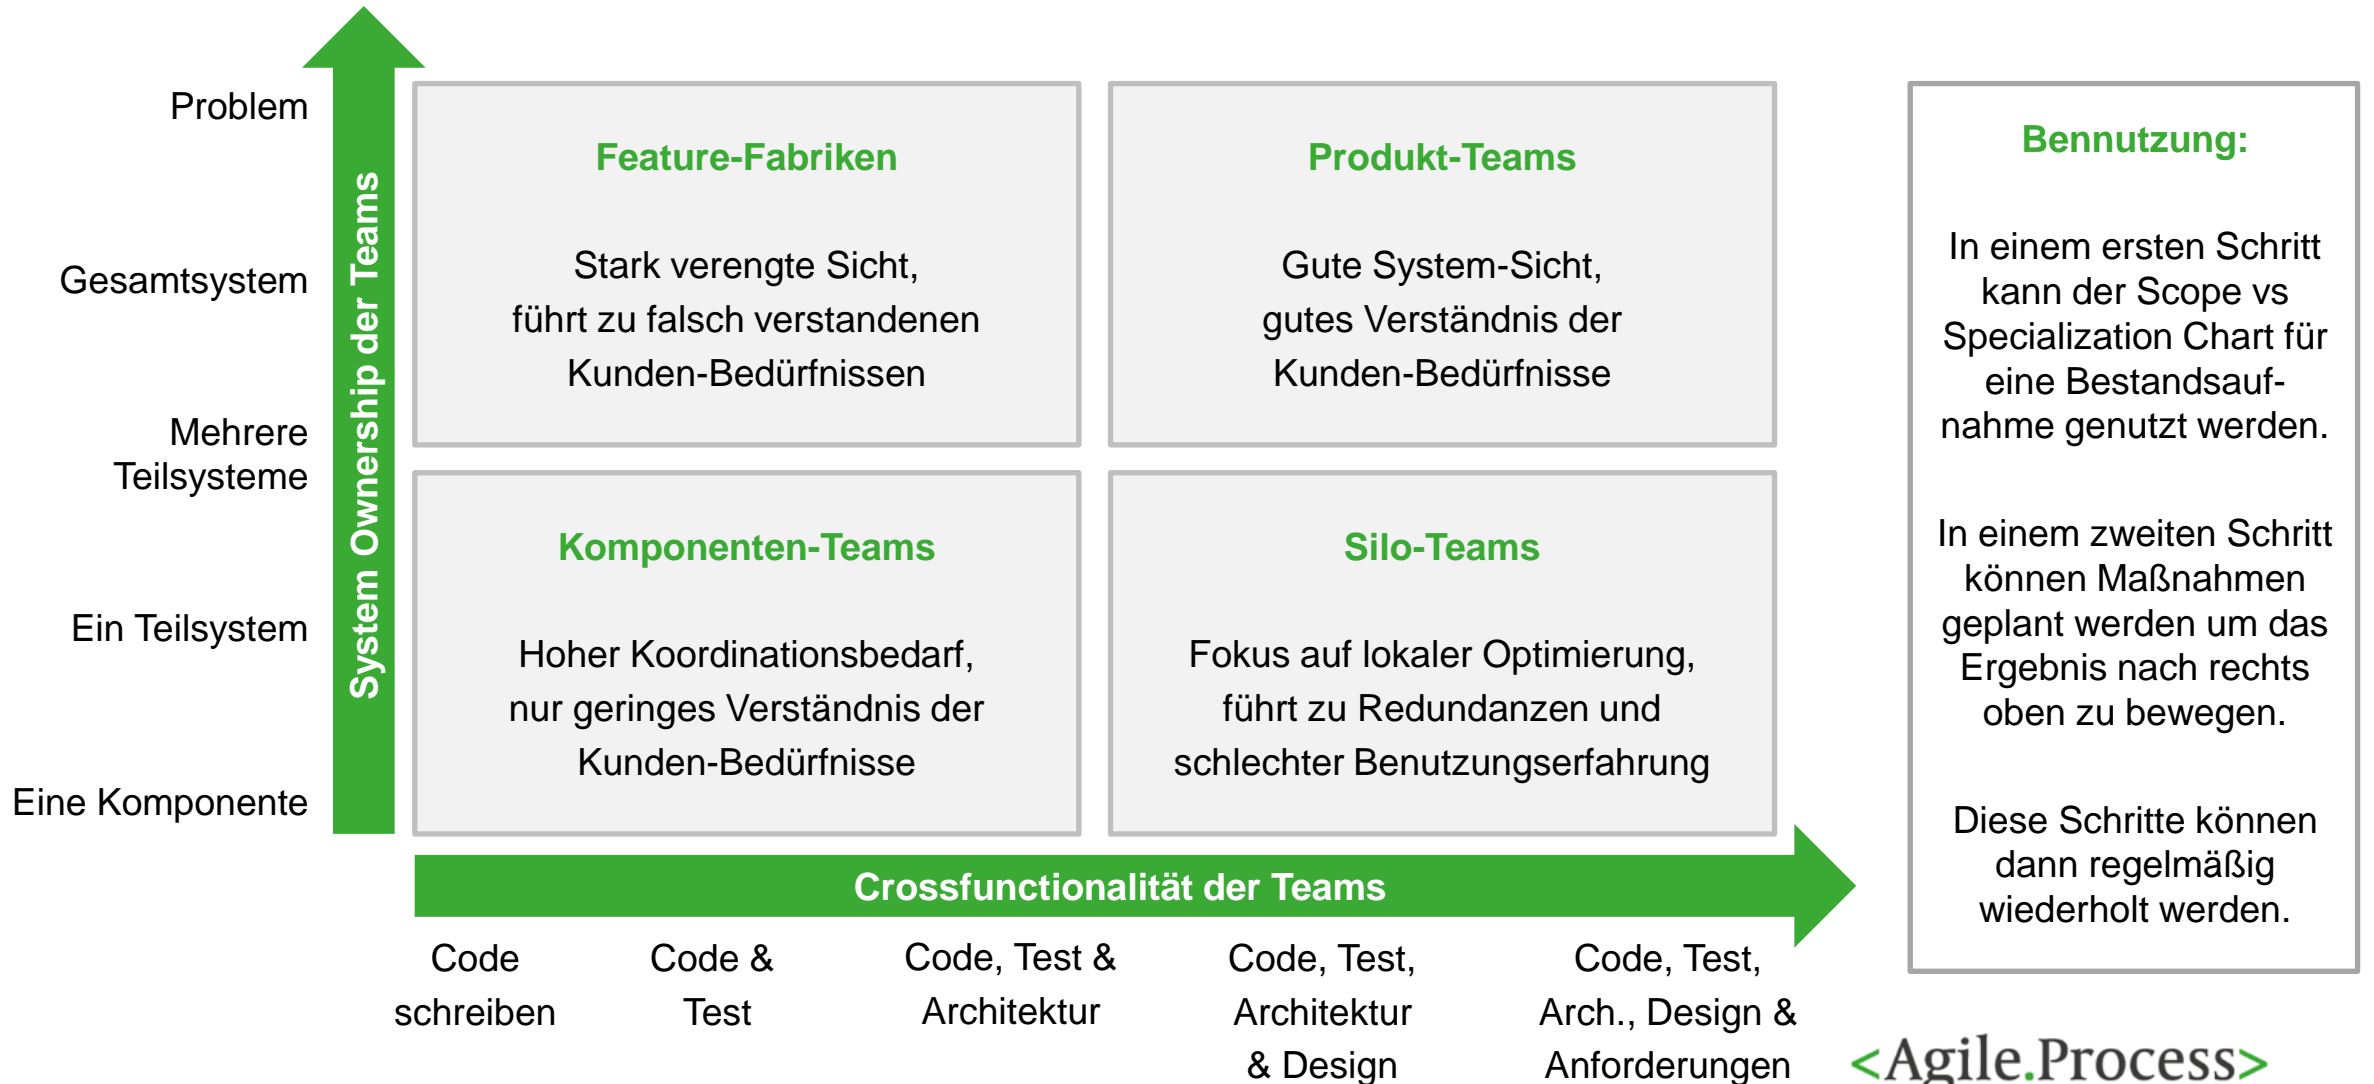 Problem
Gesamtsystem
Mehrere
Teilsysteme
Ein Teilsystem
Eine Komponente
System Ownership der Teams
Feature-Fabriken
Stark verengte Sicht,
führt zu falsch verstandenen
Kunden-Bedürfnissen
Produkt-Teams
Gute System-Sicht,
gutes Verständnis der
Kunden-Bedürfnisse
Komponenten-Teams
Hoher Koordinationsbedarf,
nur geringes Verständnis der
Kunden-Bedürfnisse
Silo-Teams
Fokus auf lokaler Optimierung,
führt zu Redundanzen und
schlechter Benutzungserfahrung
Crossfunctionalität der Teams
Code
schreiben
Code &
Test
Code, Test &
Architektur
Code, Test,
Architektur
& Design
Code, Test,
Arch., Design &
Anforderungen
Bennutzung:
In einem ersten Schritt
kann der Scope vs
Specialization Chart für
eine Bestandsauf-
nahme genutzt werden.
In einem zweiten Schritt
können Maßnahmen
geplant werden um das
Ergebnis nach rechts
oben zu bewegen.
Diese Schritte können
dann regelmäßig
wiederholt werden.
<Agile.Process>